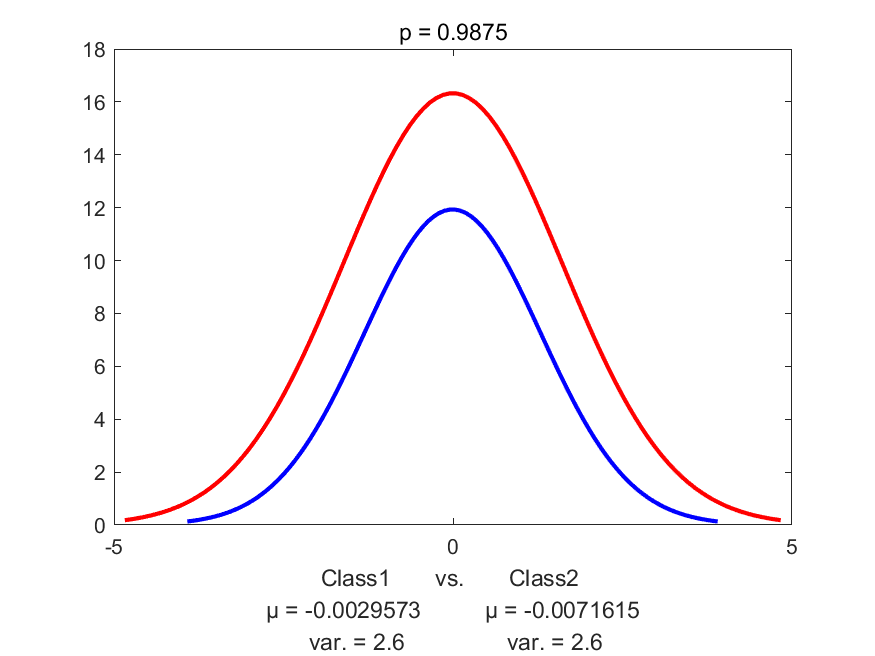 p = 0.9875
18
16
14
12
10
8
6
4
2
0
-5 0 5
Class1 vs. Class2
μ = -0.0029573 μ = -0.0071615
var. = 2.6 var. = 2.6